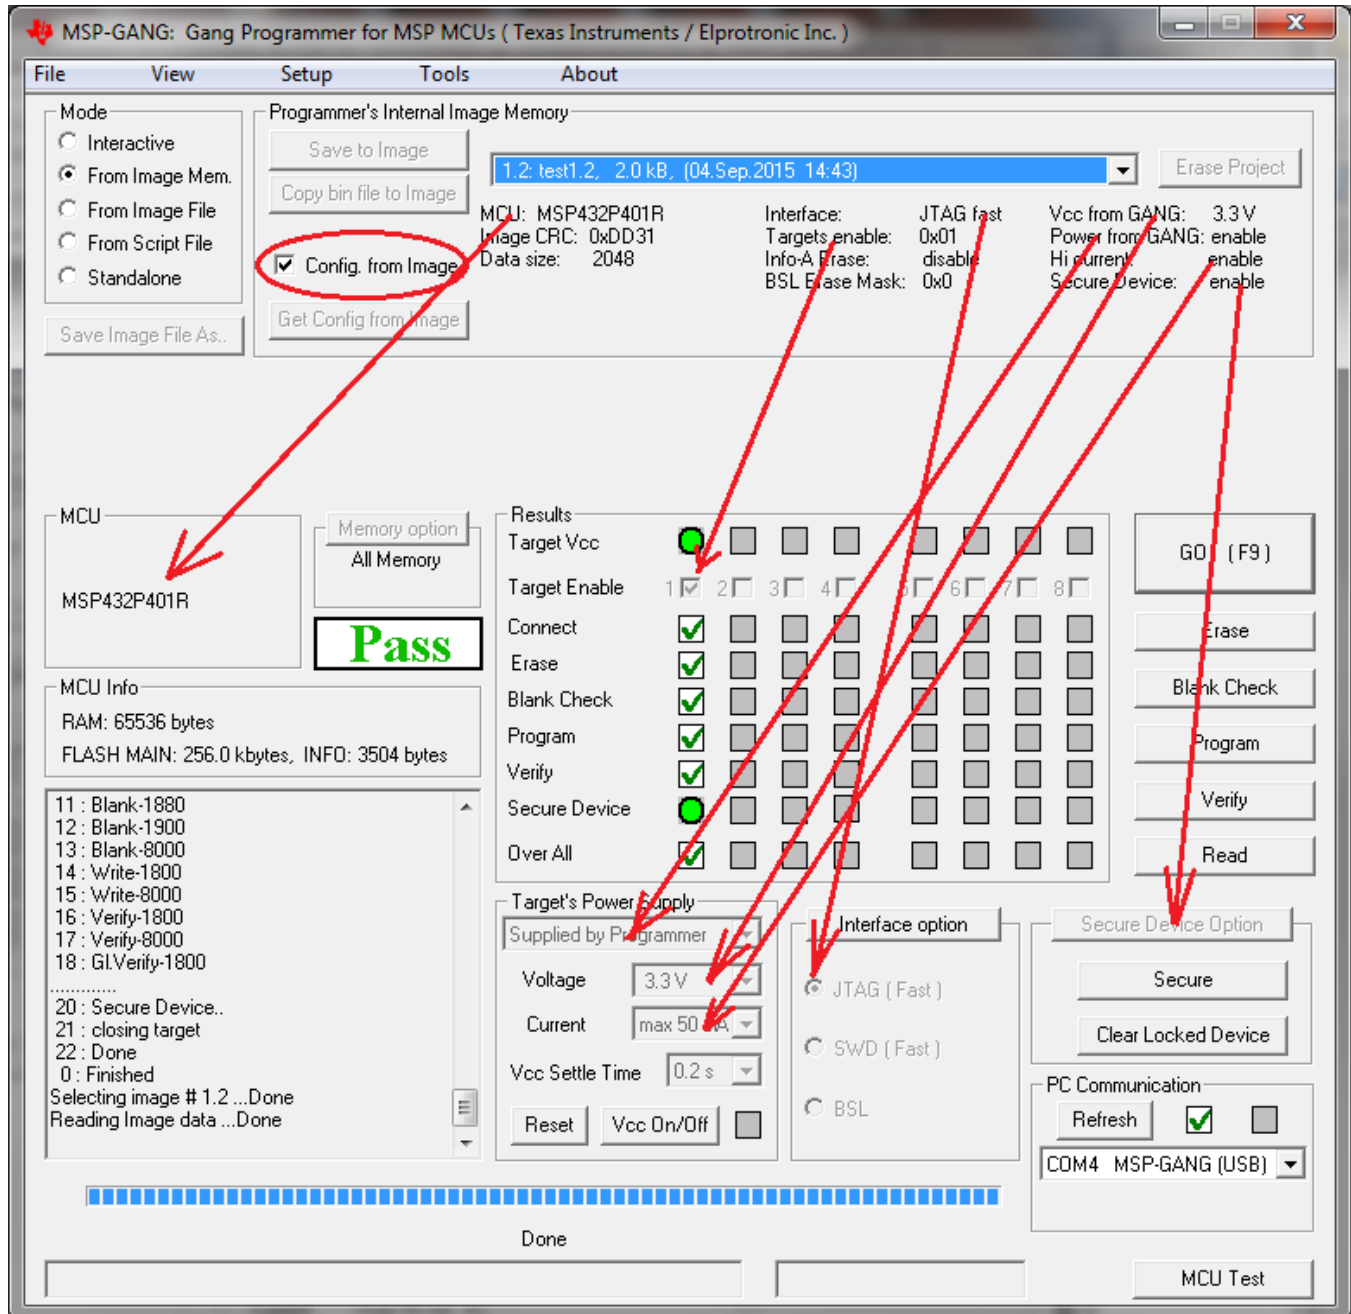 MSP-GANG: Gang Programmer for MSP MCUs ( Texas Instruments / Elprotronic Inc. )
File View Setup Tools About
Mode
Interactive
From Image Mem.
From Image File
From Script File
Standalone
Save Image File As..
Programmer's Internal Image Memory
Save to Image
Copy bin file to Image
Config. from Image
Get Config from Image
1.2: test1.2, 2.0 kB, (04.Sep.2015 14:43)
Erase Project
MCU: MSP432P401R
Image CRC: 0xDD31
Data size: 2048
Interface: JTAG fast
Targets enable: 0x01
Info-A Erase: disable
BSL Erase Mask: 0x0
Vcc from GANG: 3.3 V
Power from GANG: enable
Hi current: enable
Secure Device: enable
MCU
MSP432P401R
Memory option
All Memory
Pass
MCU Info
RAM: 65536 bytes
FLASH MAIN: 256.0 kbytes, INFO: 3504 bytes
11 : Blank-1880
12 : Blank-1900
13 : Blank-8000
14 : Write-1800
15 : Write-8000
16 : Verify-1800
17 : Verify-8000
18 : Gl.Verify-1800
.............
20 : Secure Device..
21 : closing target
22 : Done
0 : Finished
Selecting image # 1.2 ...Done
Reading Image data ...Done
Results
Target Vcc
Target Enable 1 2 3 4 5 6 7 8
Connect
Erase
Blank Check
Program
Verify
Secure Device
Over All
GO ( F9 )
Erase
Blank Check
Program
Verify
Read
Target's Power Supply
Supplied by Programmer
Voltage 3.3 V
Current max 50 mA
Vcc Settle Time 0.2 s
Reset Vcc On/Off
Interface option
JTAG ( Fast )
SWD ( Fast )
BSL
Secure Device Option
Secure
Clear Locked Device
PC Communication
Refresh
COM4 MSP-GANG (USB)
Done
MCU Test